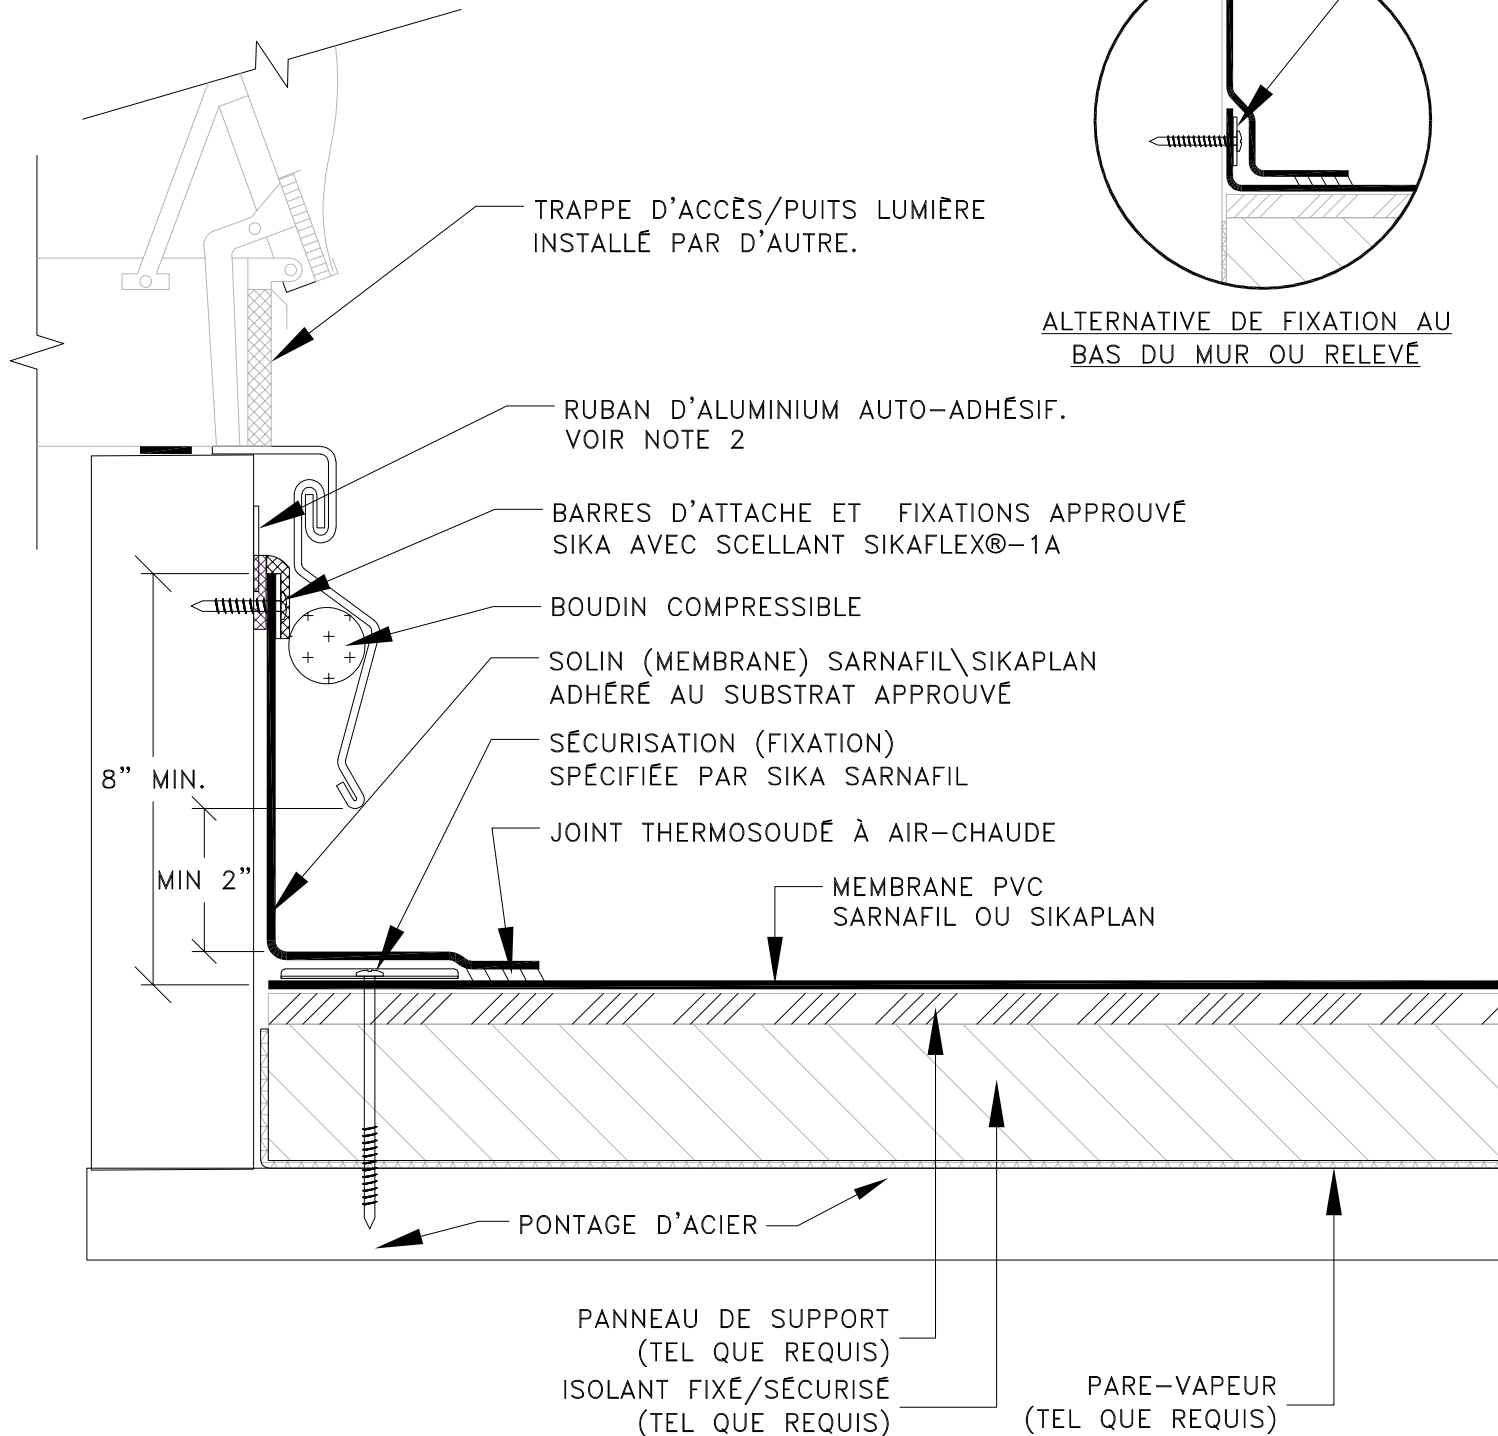 TRAPPE D'ACCÈS/PUITS LUMIÈRE
INSTALLÉ PAR D'AUTRE.
ALTERNATIVE DE FIXATION AU
BAS DU MUR OU RELEVÉ
RUBAN D'ALUMINIUM AUTO-ADHÉSIF.
VOIR NOTE 2
BARRES D'ATTACHE ET FIXATIONS APPROUVÉ
SIKA AVEC SCELLANT SIKAFLEX®-1A
BOUDIN COMPRESSIBLE
SOLIN (MEMBRANE) SARNAFIL\SIKAPLAN
ADHÉRÉ AU SUBSTRAT APPROUVÉ
SÉCURISATION (FIXATION)
SPÉCIFIÉE PAR SIKA SARNAFIL
8" MIN.
JOINT THERMOSOUDÉ À AIR-CHAUDE
MIN 2"
MEMBRANE PVC
SARNAFIL OU SIKAPLAN
PONTAGE D'ACIER
PANNEAU DE SUPPORT
(TEL QUE REQUIS)
ISOLANT FIXÉ/SÉCURISÉ
(TEL QUE REQUIS)
PARE-VAPEUR
(TEL QUE REQUIS)